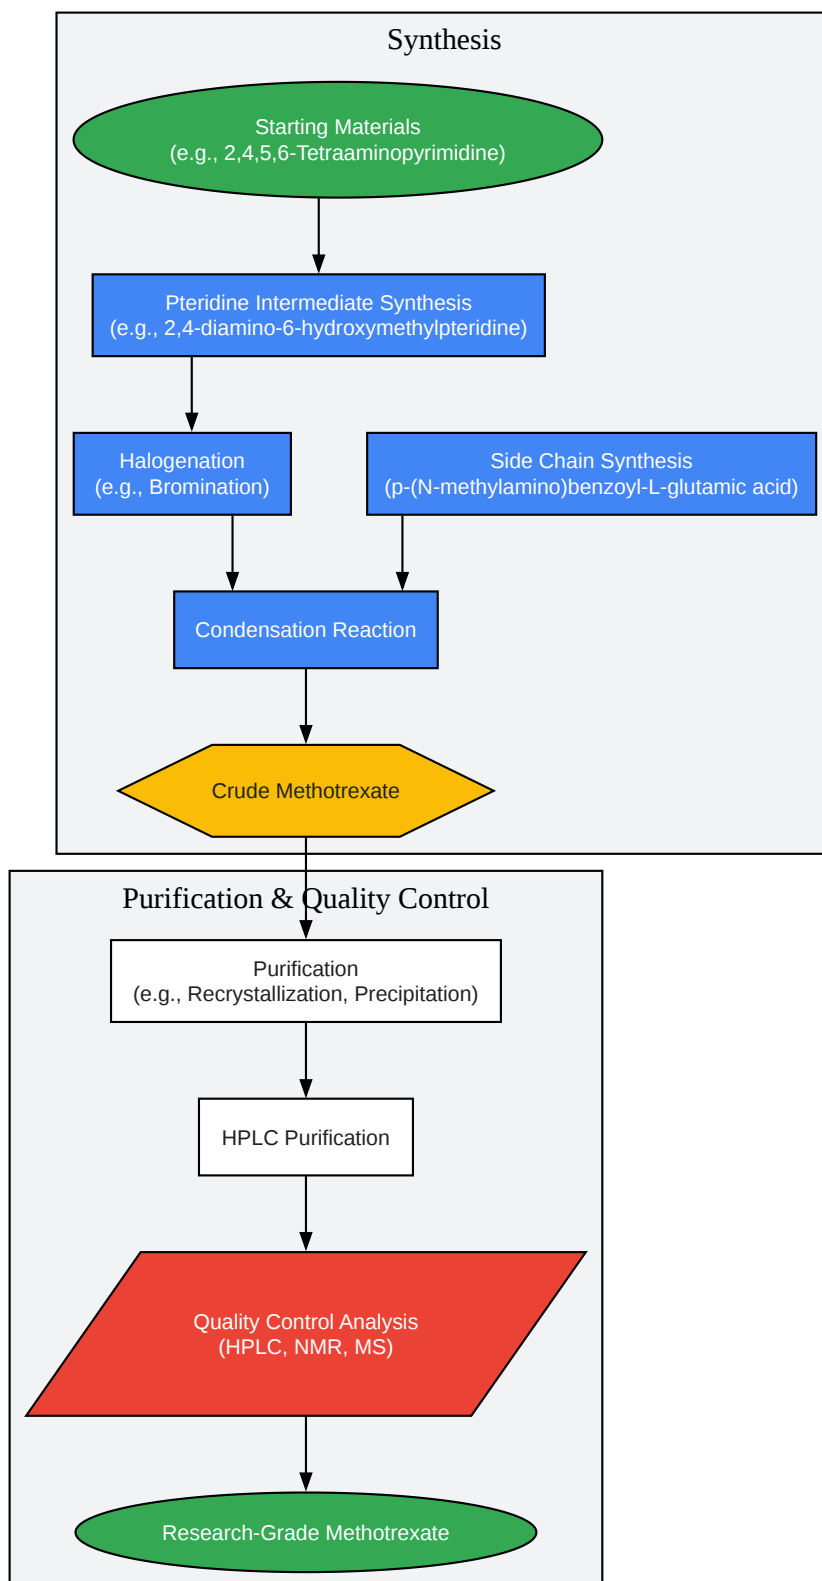 Synthesis
Starting Materials
(e.g., 2,4,5,6-Tetraaminopyrimidine)
Pteridine Intermediate Synthesis
(e.g., 2,4-diamino-6-hydroxymethylpteridine)
Halogenation
(e.g., Bromination)
Side Chain Synthesis
(p-(N-methylamino)benzoyl-L-glutamic acid)
Condensation Reaction
Crude Methotrexate
Purification & Quality Control
Purification
(e.g., Recrystallization, Precipitation)
HPLC Purification
Quality Control Analysis
(HPLC, NMR, MS)
Research-Grade Methotrexate